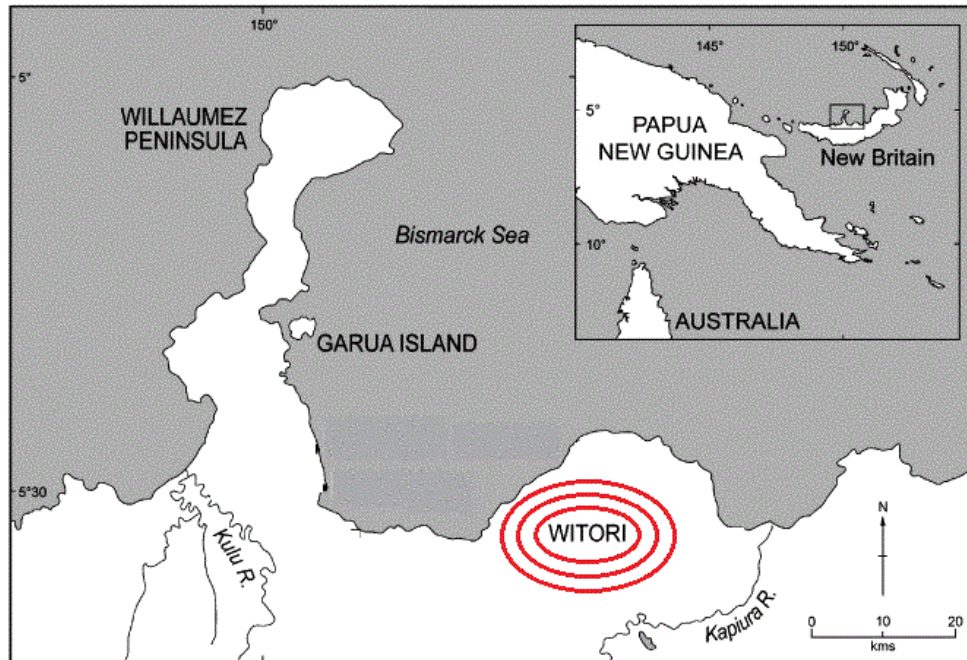 150°
5°
WILLAUMEZ
PENINSULA
Bismarck Sea
GARUA ISLAND
5°30
Kulu R.
WITORI
Kapiura R.
N
0 10 20
kms
145° 150°
5°
PAPUA
NEW GUINEA
New Britain
10°
AUSTRALIA